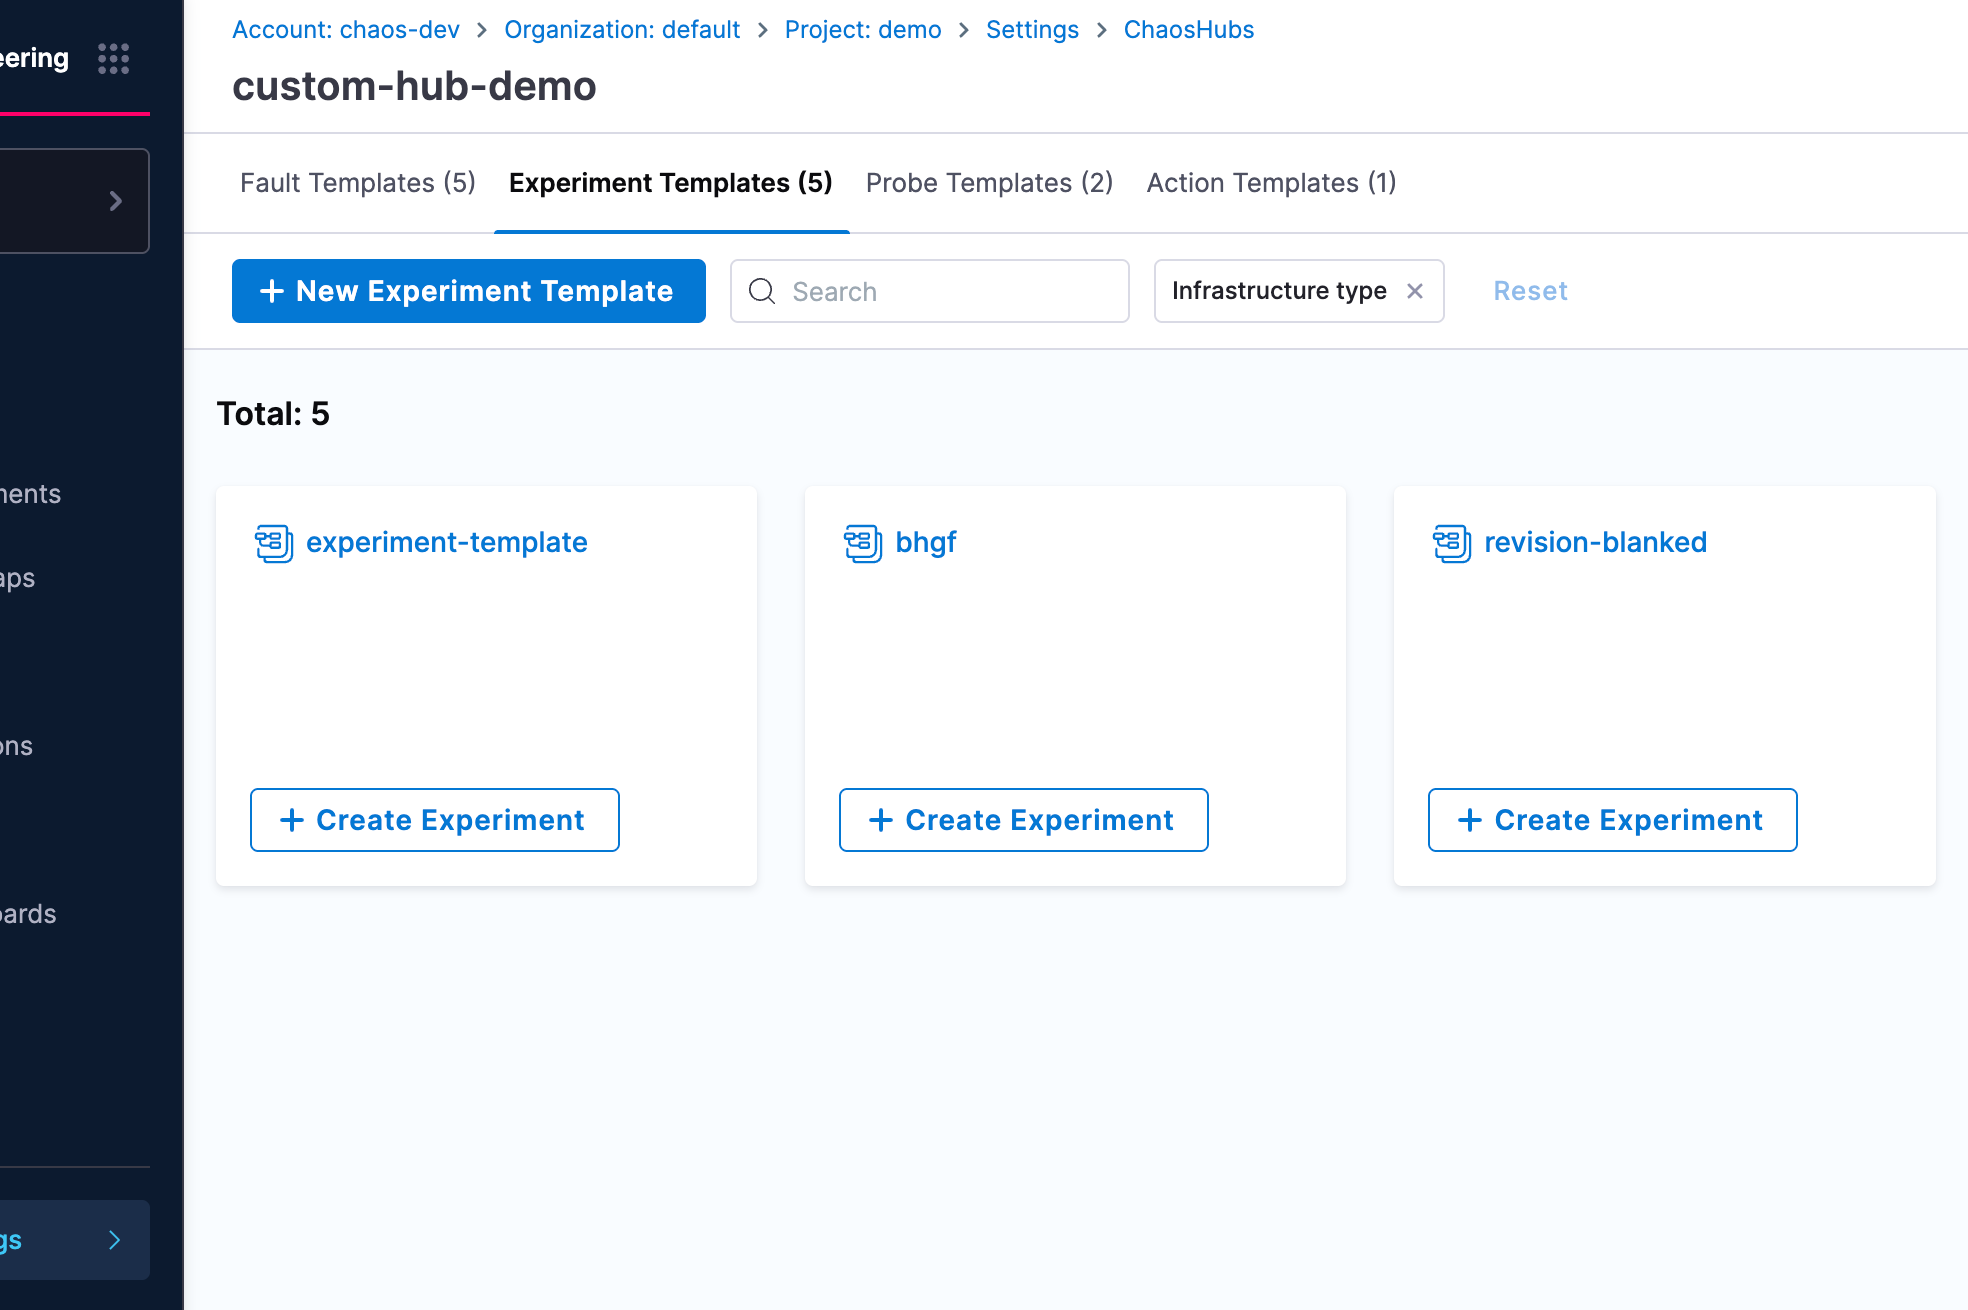 Account: chaos-dev > Organization: default > Project: demo > Settings > ChaosHubs
eering
custom-hub-demo
Fault Templates (5) Experiment Templates (5) Probe Templates (2) Action Templates (1)
+ New Experiment Template Search Infrastructure type × Reset
Total: 5
experiment-template
bhgf
revision-blanked
+ Create Experiment
+ Create Experiment
+ Create Experiment
ments
aps
ons
oards
gs